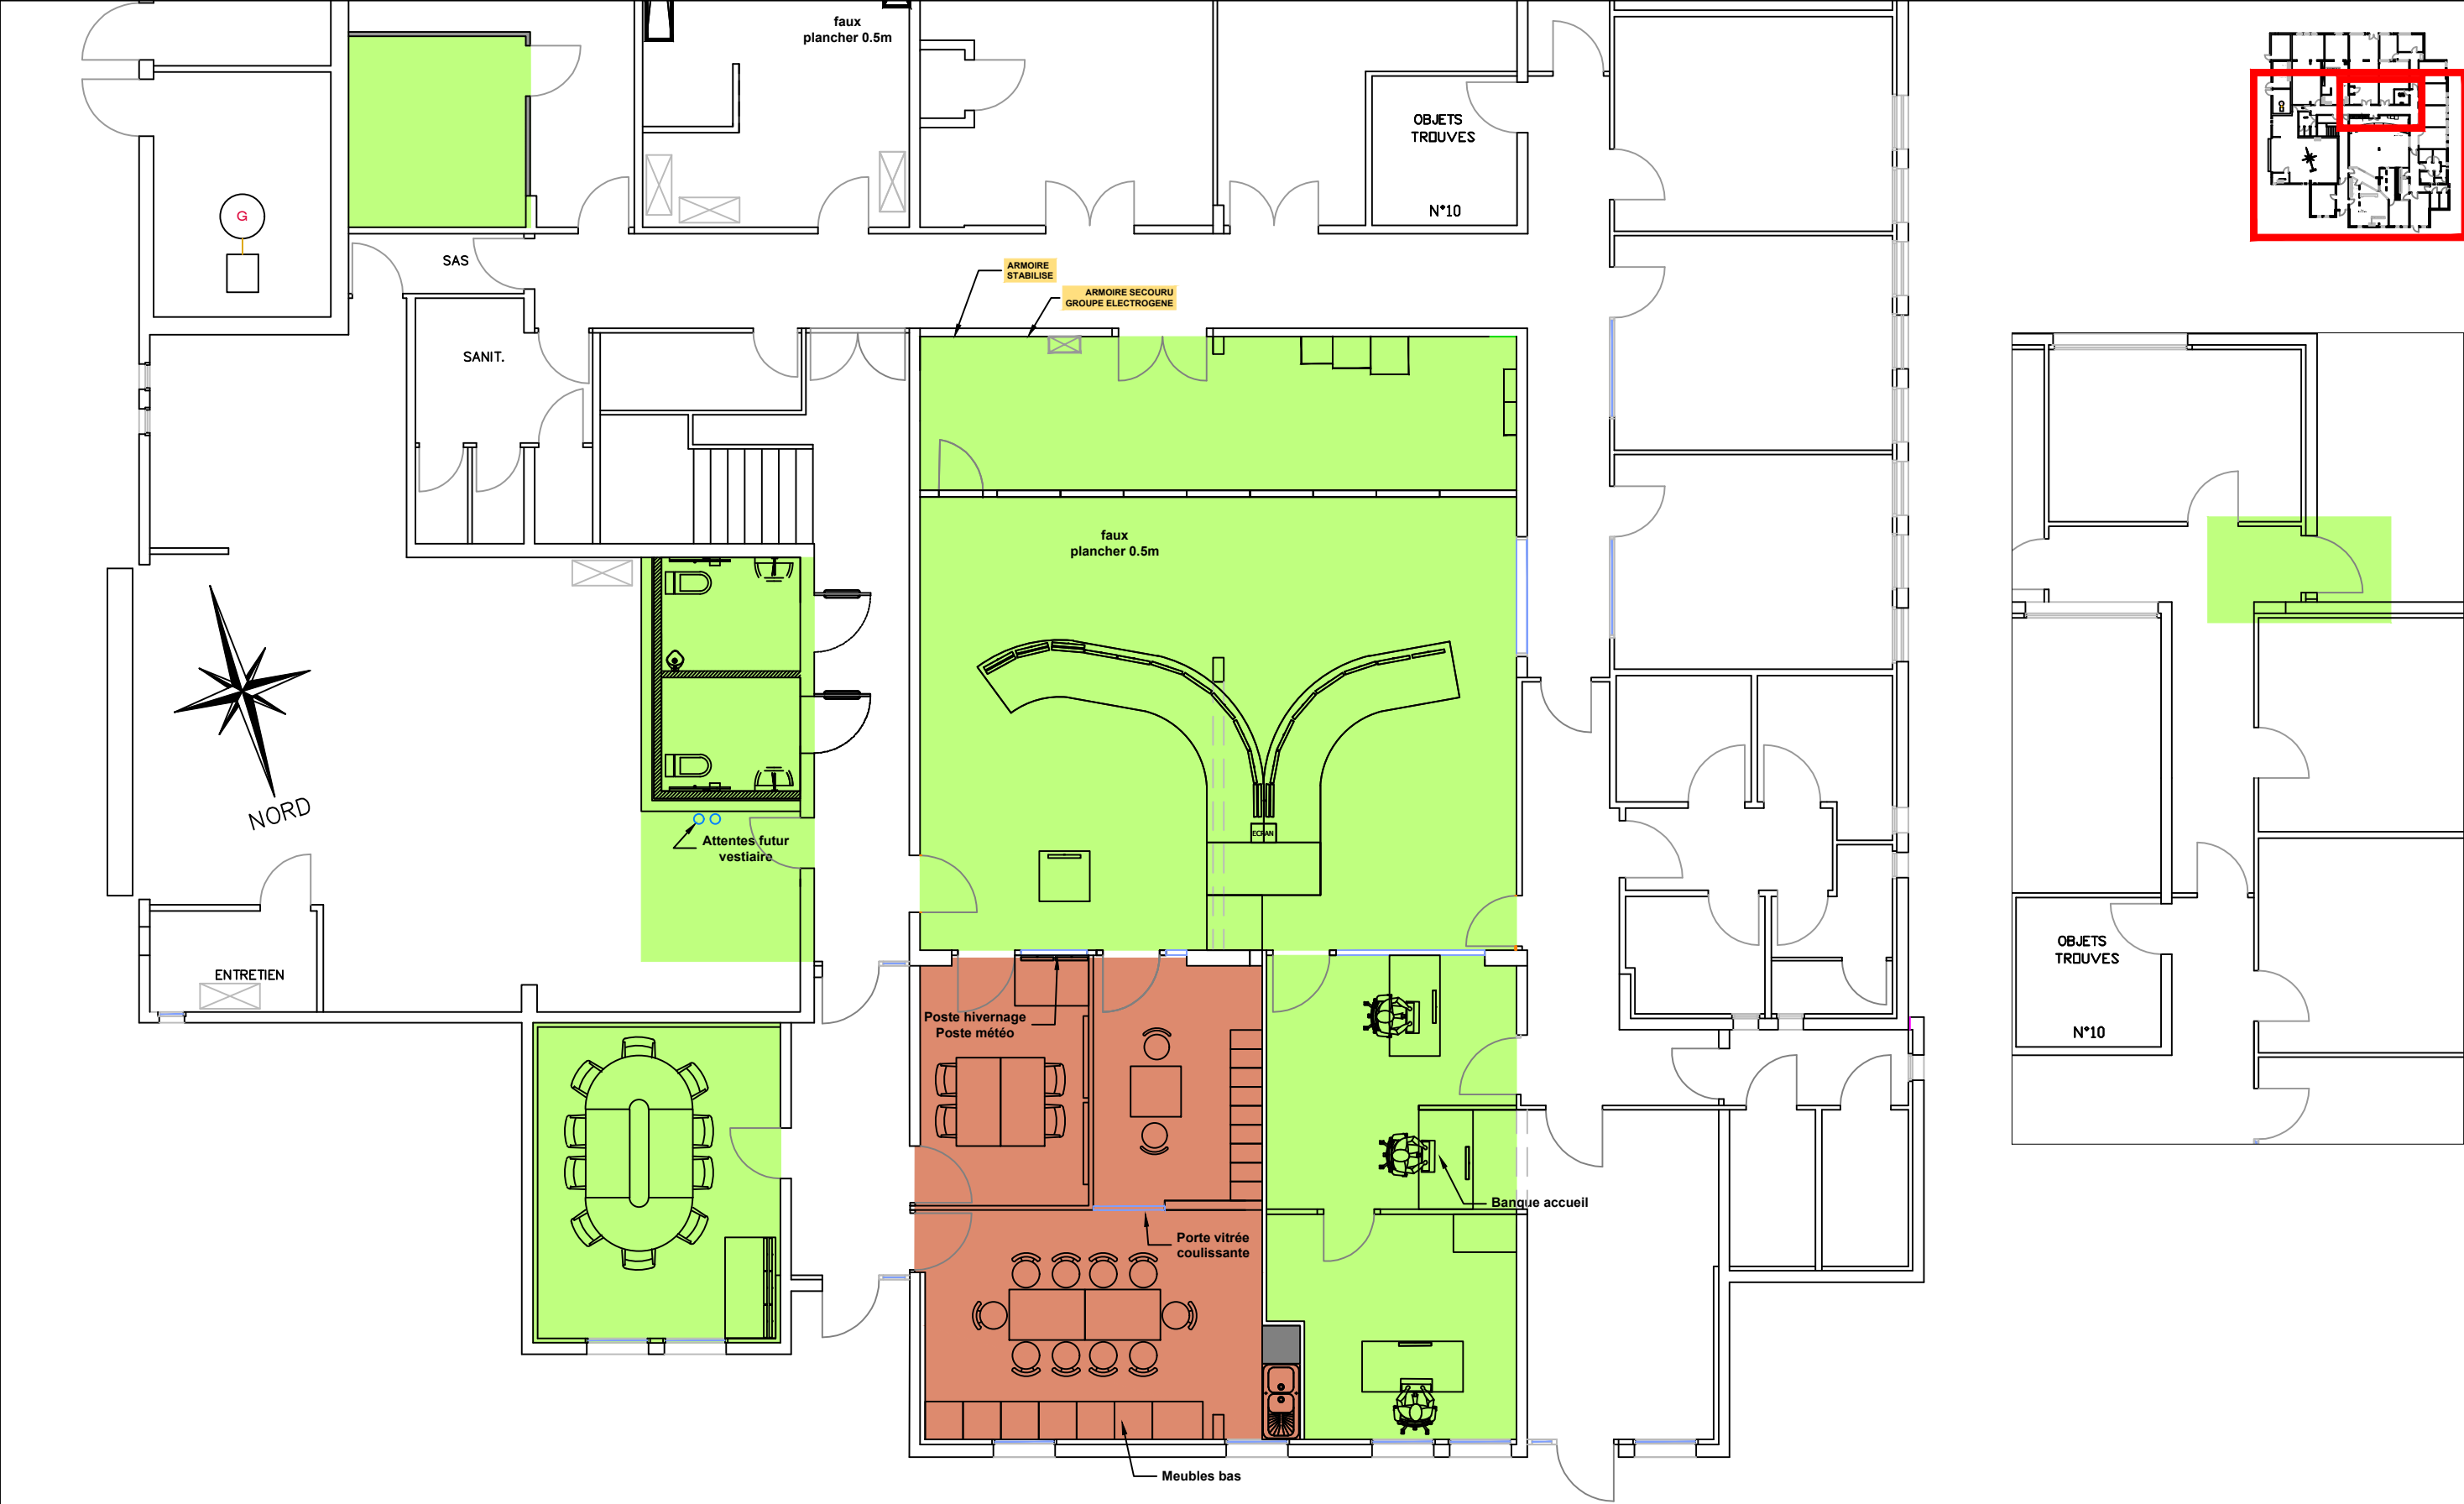 faux
plancher 0.5m
OBJETS
TROUVES
N°10
G
SAS
ARMOIRE
STABILISE
ARMOIRE SECOURU
GROUPE ELECTROGENE
SANIT.
faux
plancher 0.5m
NORD
Attentes futur
vestiaire
ECRAN
ENTRETIEN
Poste hivernage
Poste météo
OBJETS
TROUVES
N°10
Banque accueil
Porte vitrée
coulissante
Meubles bas